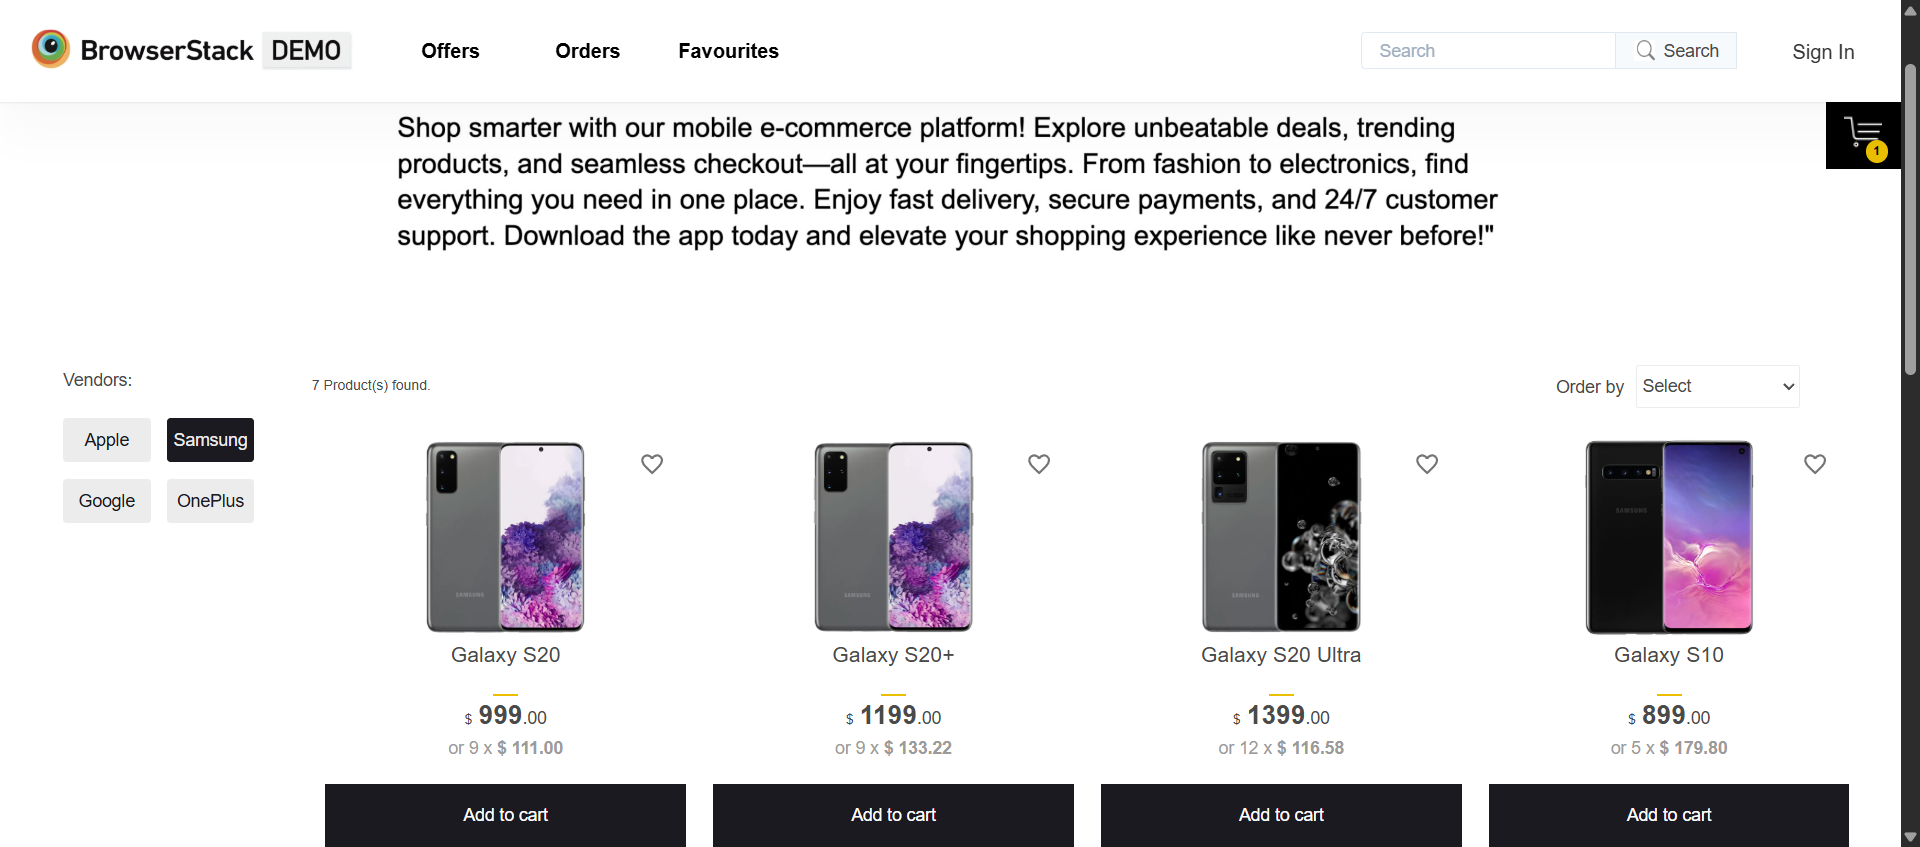 BrowserStack DEMO
Offers
Orders
Favourites
Search
Search
Sign In
1
Shop smarter with our mobile e-commerce platform! Explore unbeatable deals, trending
products, and seamless checkout—all at your fingertips. From fashion to electronics, find
everything you need in one place. Enjoy fast delivery, secure payments, and 24/7 customer
support. Download the app today and elevate your shopping experience like never before!"
Vendors:
Apple
Samsung
Google
OnePlus
7 Product(s) found.
Order by
Select
SAMSUNG
Galaxy S20
$ 999.00
or 9 x $ 111.00
Add to cart
SAMSUNG
Galaxy S20+
$ 1199.00
or 9 x $ 133.22
Add to cart
SAMSUNG
Galaxy S20 Ultra
$ 1399.00
or 12 x $ 116.58
Add to cart
SAMSUNG
Galaxy S10
$ 899.00
or 5 x $ 179.80
Add to cart